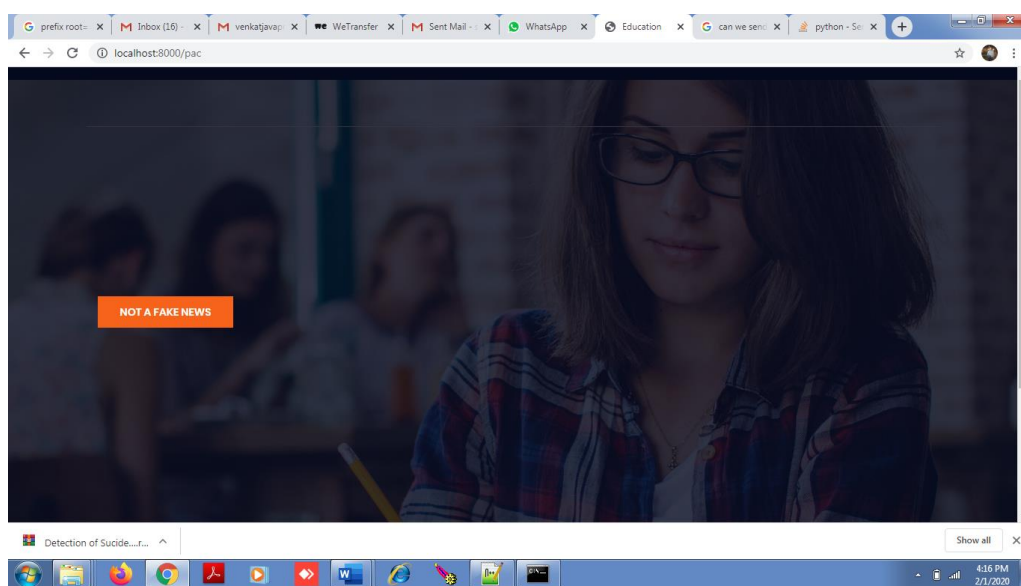 prefix root=
Inbox (16) -
venkatjavap
WeTransfer
Sent Mail -
WhatsApp
Education
can we send
python - Se
localhost:8000/pac
NOT A FAKE NEWS
Detection of Sucide....r...
Show all
4:16 PM
2/1/2020